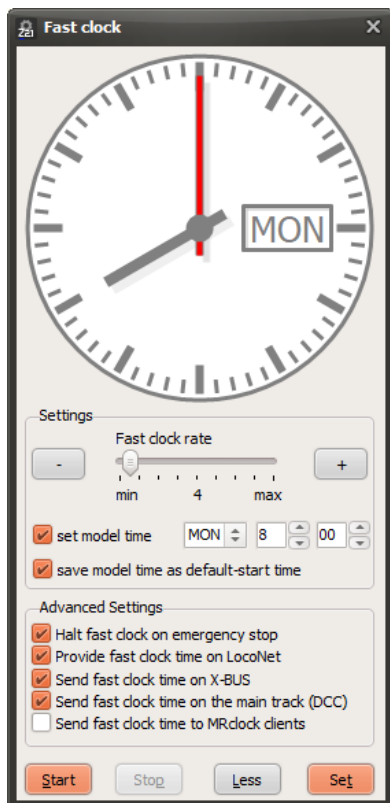 Z21 Fast clock
MON
Settings
Fast clock rate
-
+
min 4 max
set model time MON 8 00
save model time as default-start time
Advanced Settings
Halt fast clock on emergency stop
Provide fast clock time on LocoNet
Send fast clock time on X-BUS
Send fast clock time on the main track (DCC)
Send fast clock time to MRclock clients
Start Stop Less Set